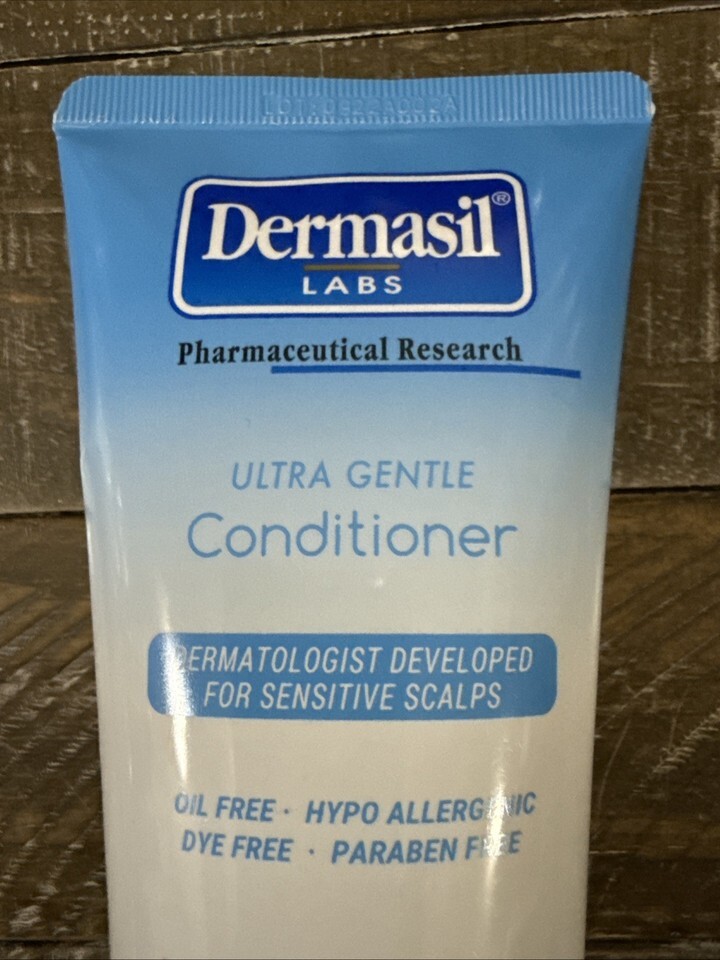 Dermasil®
LABS
Pharmaceutical Research
ULTRA GENTLE
Conditioner
DERMATOLOGIST DEVELOPED
FOR SENSITIVE SCALPS
OIL FREE · HYPO ALLERGENIC
DYE FREE · PARABEN FREE